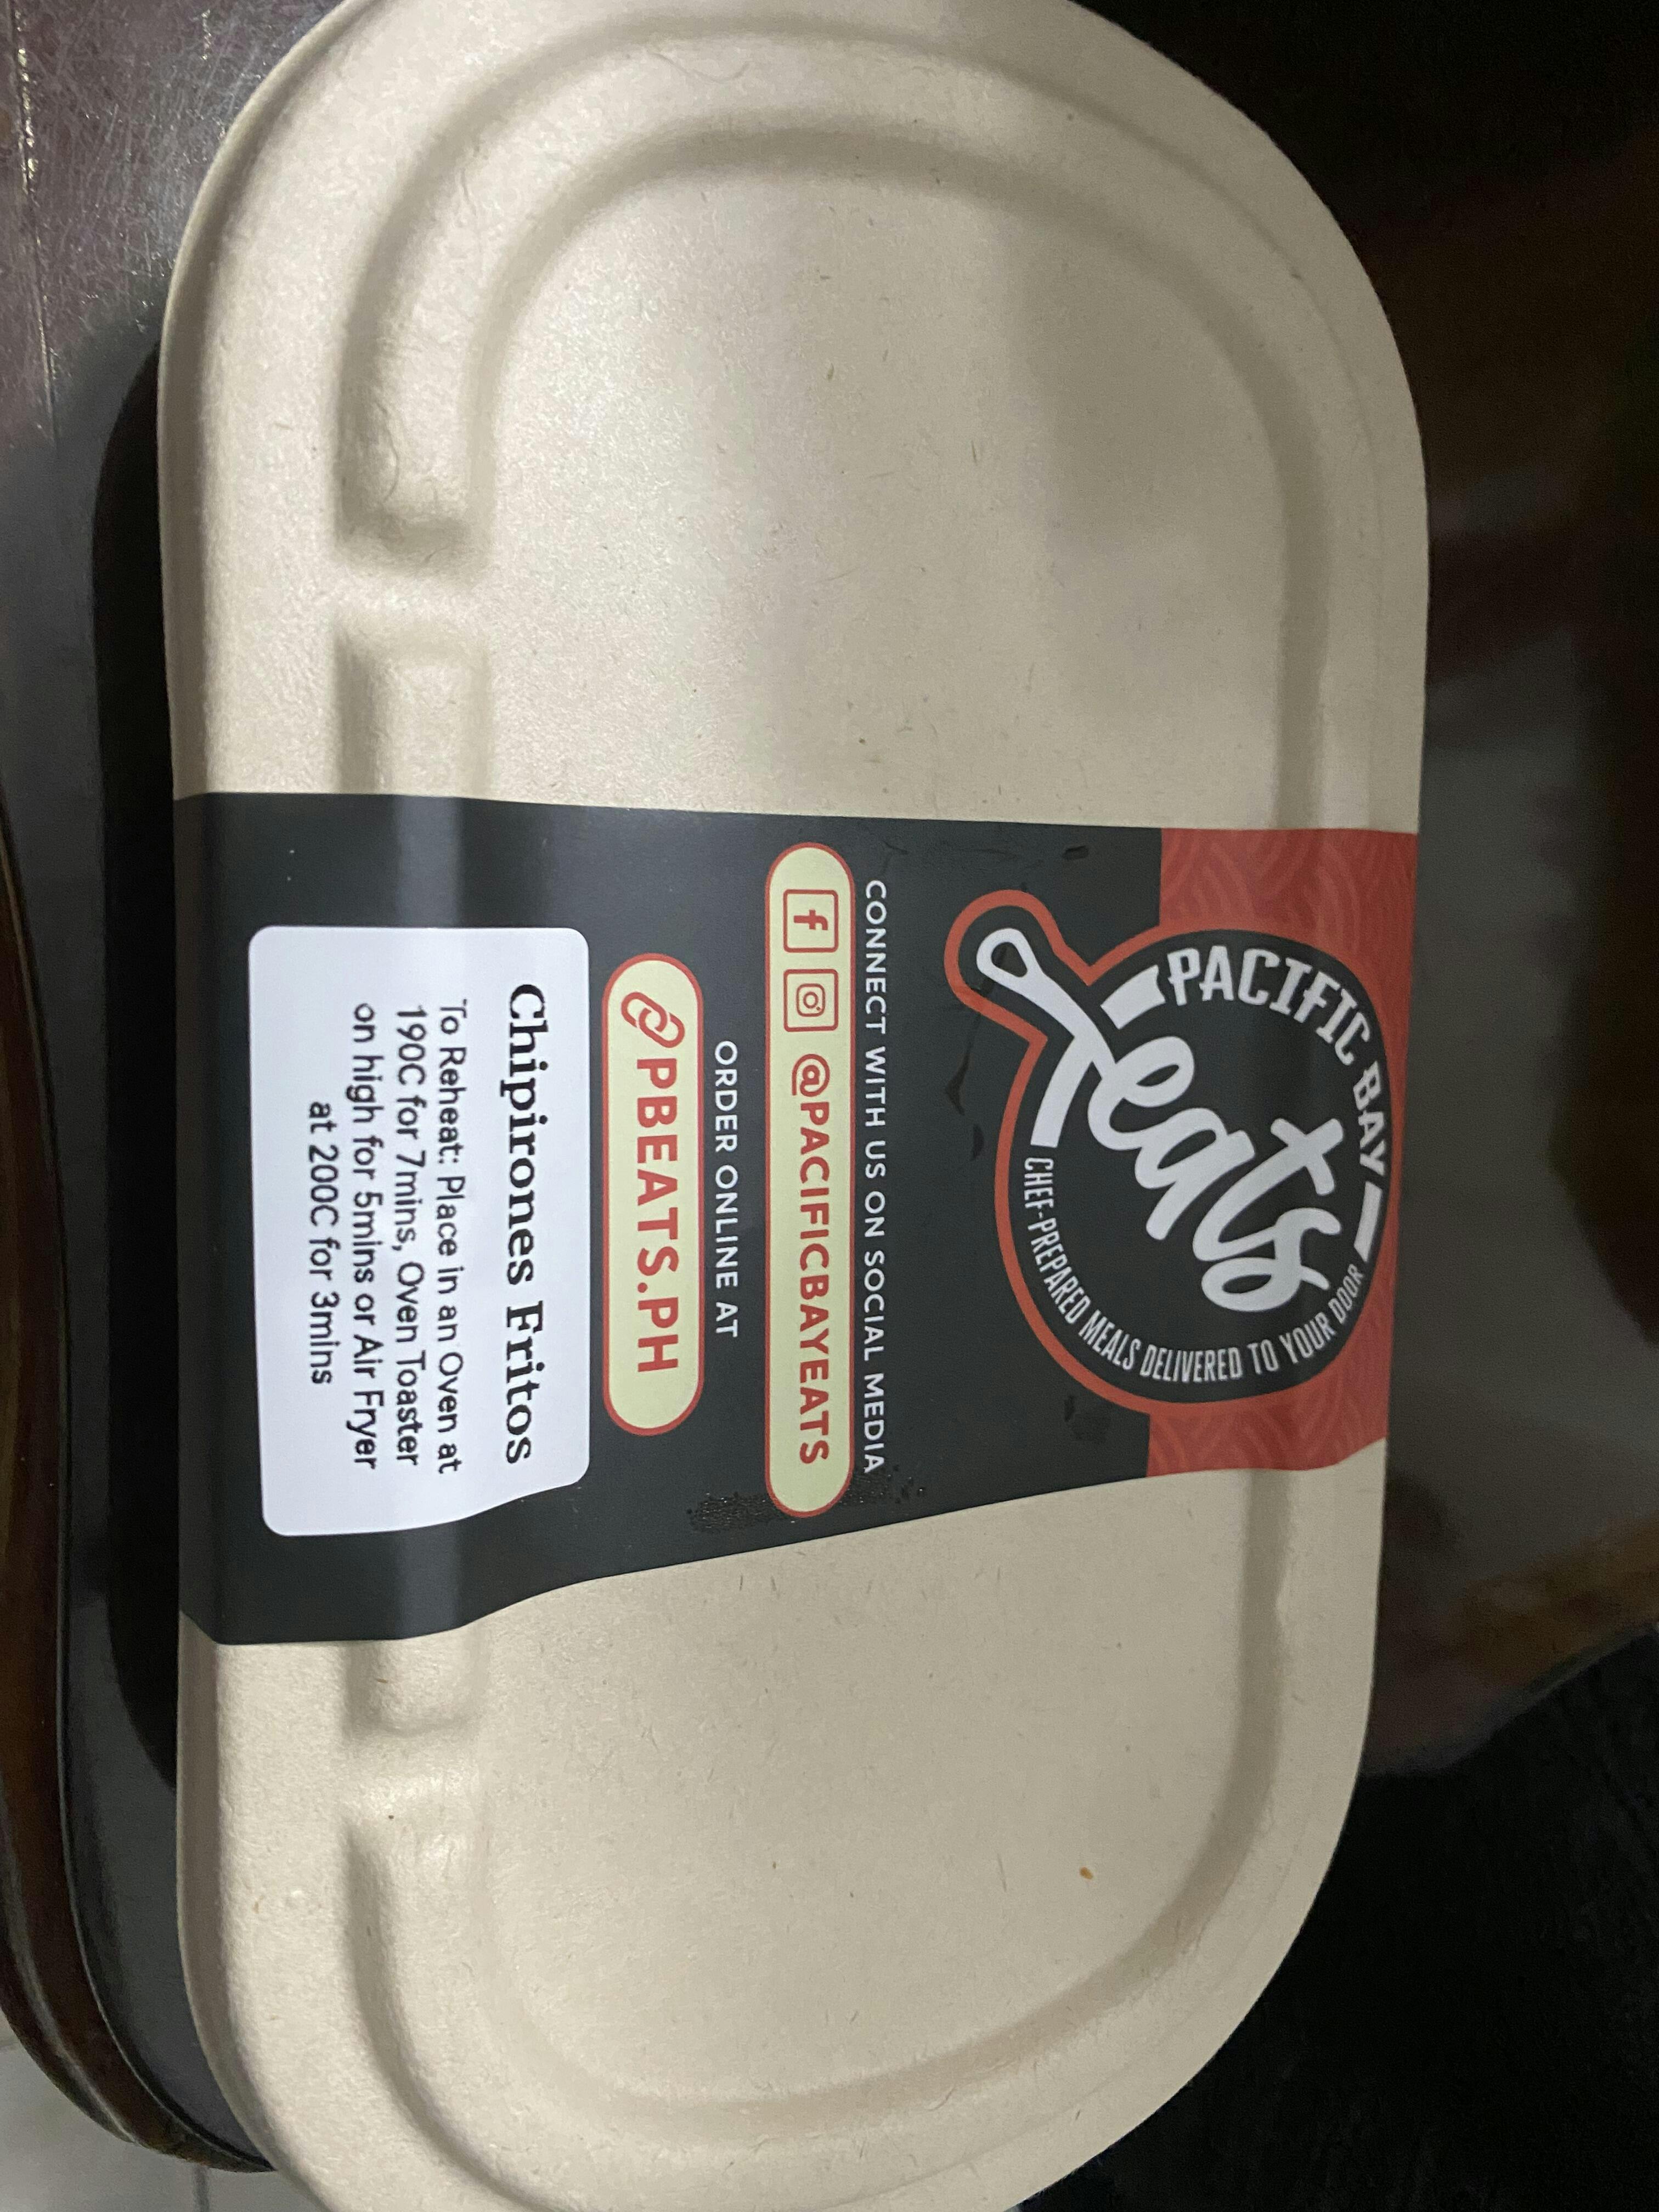 PACIFIC BAY
eats
CHEF-PREPARED MEALS DELIVERED TO YOUR DOOR
CONNECT WITH US ON SOCIAL MEDIA
@PACIFICBAYEATS
ORDER ONLINE AT
PBEATS.PH
Chipirones Fritos
To Reheat: Place in an Oven at
190C for 7mins, Oven Toaster
on high for 5mins or Air Fryer
at 200C for 3mins